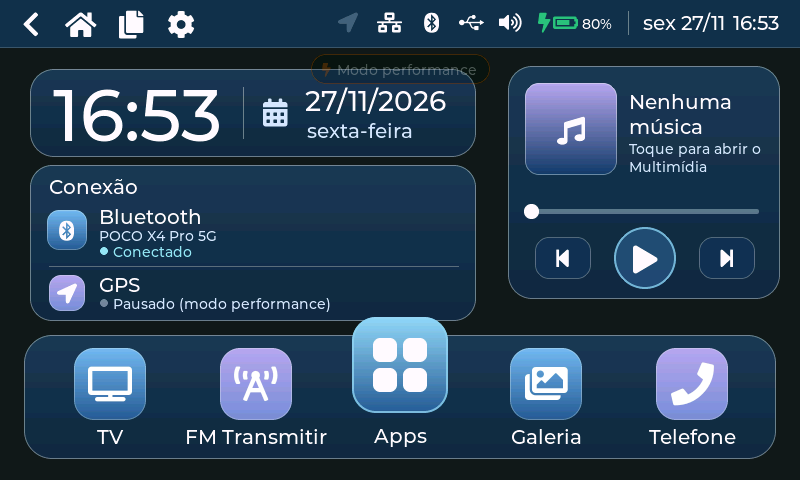 80%
sex 27/11 16:53
Modo performance
16:53
27/11/2026
sexta-feira
Nenhuma
música
Toque para abrir o
Multimídia
Conexão
Bluetooth
POCO X4 Pro 5G
Conectado
GPS
Pausado (modo performance)
TV
FM Transmitir
Apps
Galeria
Telefone